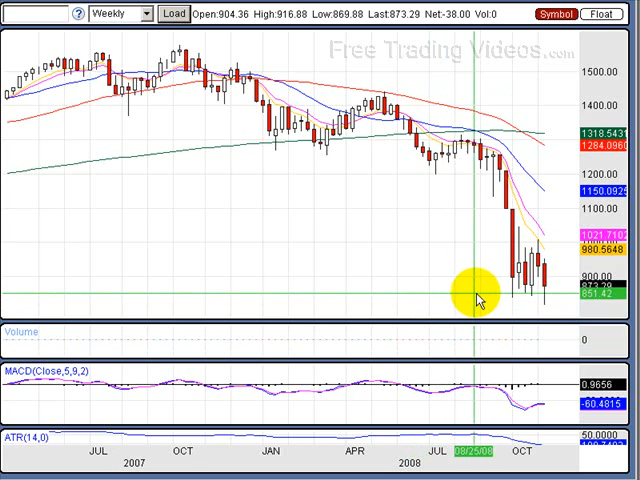 Weekly Load Open:904.36 High:916.88 Low:869.88 Last:873.29 Net:-38.00 Vol:0 Symbol Float
Free Trading Videos.com
1500.00
1400.00
1318.5431
1284.0960
1200.00
1150.0925
1100.00
1021.7102
980.5648
900.00
873.29
851.42
Volume
0
MACD(Close,5,9,2)
0.9656
-60.4815
ATR(14,0)
50.0000
JUL OCT JAN APR JUL 08/25/08 OCT
2007 2008